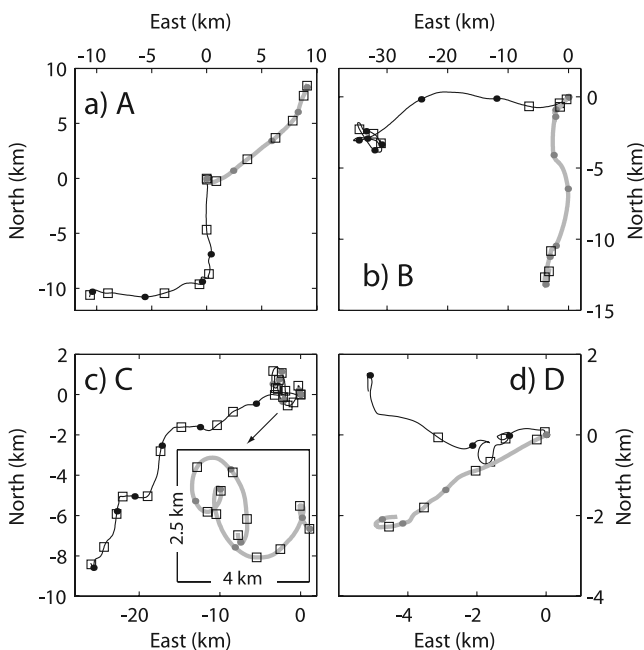 East (km)
East (km)
−10 −5 0 5 10
−30 −20 −10 0
10
5
0
−5
−10
North (km)
a) A
0
−5
−10
−15
North (km)
b) B
2
0
−2
−4
−6
−8
−10
North (km)
c) C
2.5 km
4 km
−20 −10 0
East (km)
2
0
−2
−4
North (km)
d) D
−4 −2 0
East (km)